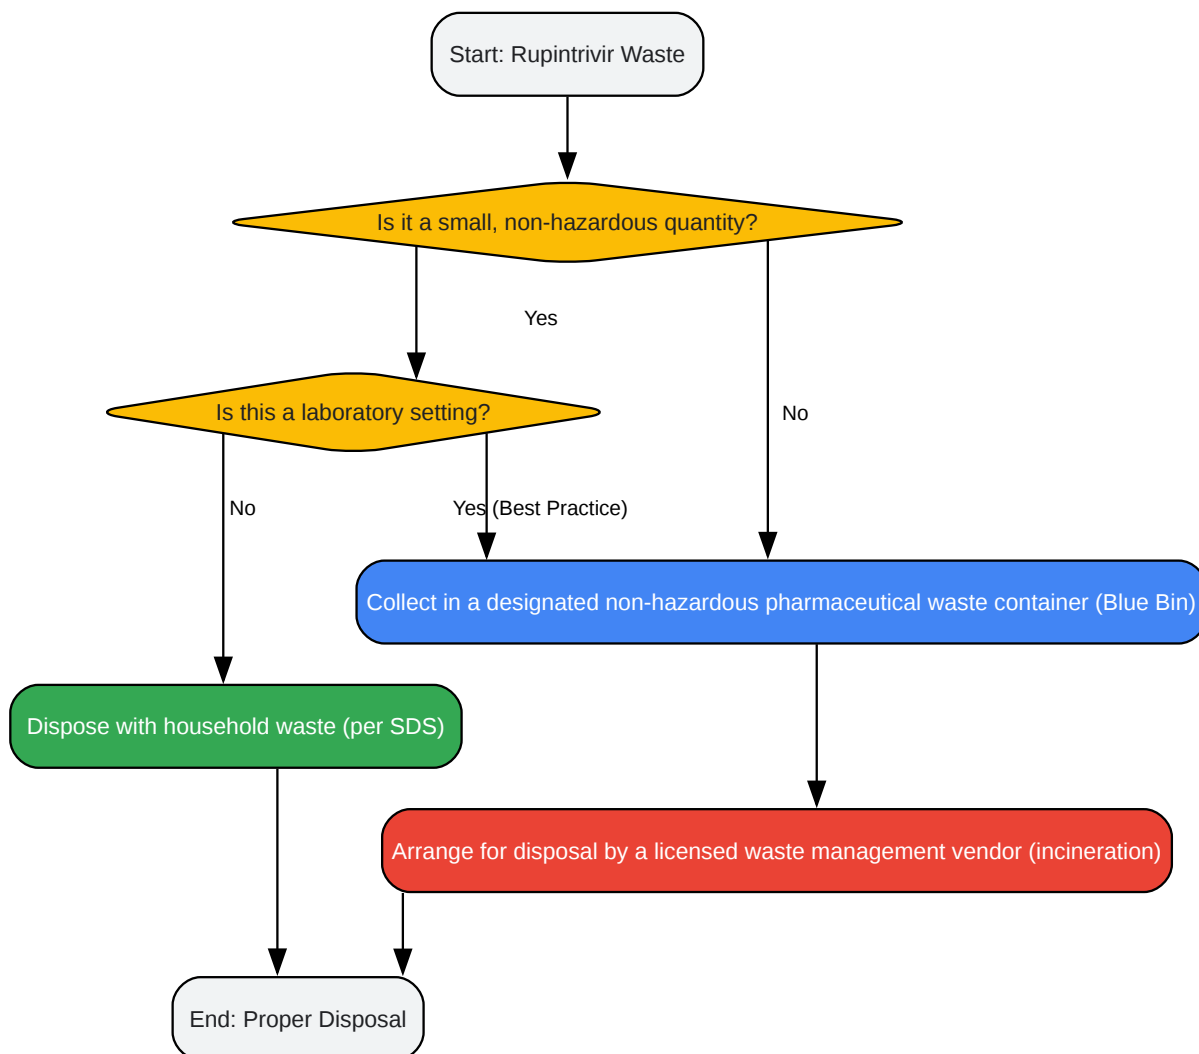 Start: Rupintrivir Waste
Is it a small, non-hazardous quantity?
Yes
Is this a laboratory setting?
No
No
Yes (Best Practice)
Collect in a designated non-hazardous pharmaceutical waste container (Blue Bin)
Dispose with household waste (per SDS)
Arrange for disposal by a licensed waste management vendor (incineration)
End: Proper Disposal